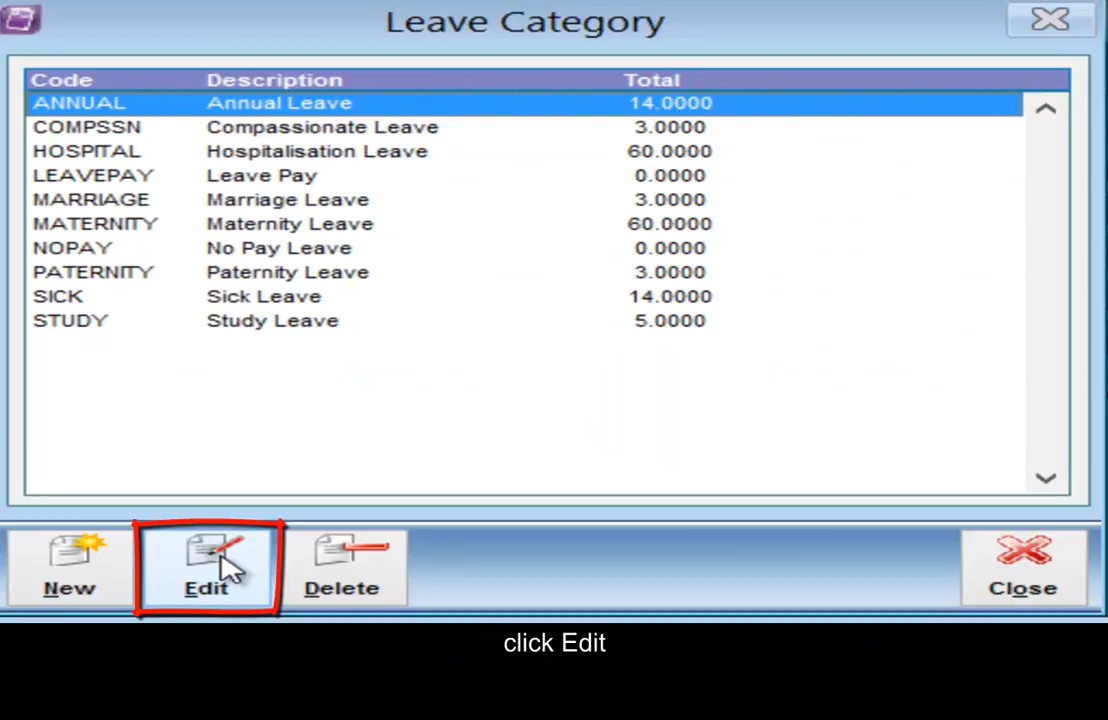 Leave Category
Code Description Total
ANNUAL Annual Leave 14.0000
COMPSSN Compassionate Leave 3.0000
HOSPITAL Hospitalisation Leave 60.0000
LEAVEPAY Leave Pay 0.0000
MARRIAGE Marriage Leave 3.0000
MATERNITY Maternity Leave 60.0000
NOPAY No Pay Leave 0.0000
PATERNITY Paternity Leave 3.0000
SICK Sick Leave 14.0000
STUDY Study Leave 5.0000
New Edit Delete Close
click Edit